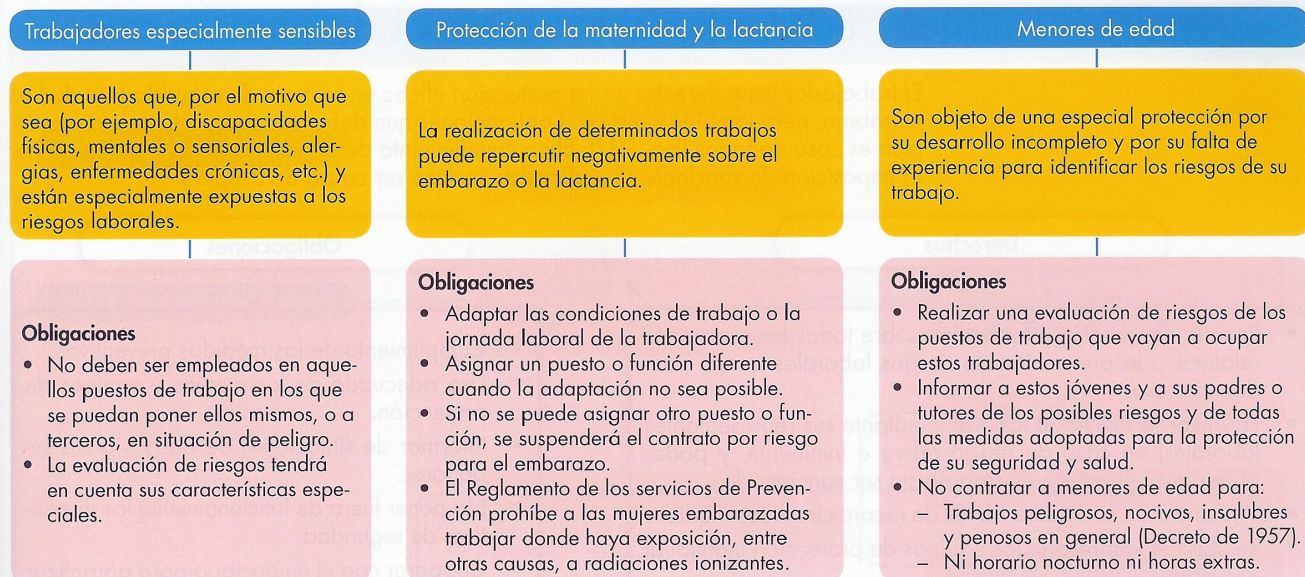 Trabajadores especialmente sensibles
Son aquellos que, por el motivo que
sea (por ejemplo, discapacidades
físicas, mentales o sensoriales, aler-
gias, enfermedades crónicas, etc.) y
están especialmente expuestas a los
riesgos laborales.
Obligaciones
• No deben ser empleados en aque-
llos puestos de trabajo en los que
se puedan poner ellos mismos, o a
terceros, en situación de peligro.
• La evaluación de riesgos tendrá
en cuenta sus características espe-
ciales.
Protección de la maternidad y la lactancia
La realización de determinados trabajos
puede repercutir negativamente sobre el
embarazo o la lactancia.
Obligaciones
• Adaptar las condiciones de trabajo o la
jornada laboral de la trabajadora.
• Asignar un puesto o función diferente
cuando la adaptación no sea posible.
• Si no se puede asignar otro puesto o fun-
ción, se suspenderá el contrato por riesgo
para el embarazo.
• El Reglamento de los servicios de Preven-
ción prohíbe a las mujeres embarazadas
trabajar donde haya exposición, entre
otras causas, a radiaciones ionizantes.
Menores de edad
Son objeto de una especial protección por
su desarrollo incompleto y por su falta de
experiencia para identificar los riesgos de su
trabajo.
Obligaciones
• Realizar una evaluación de riesgos de los
puestos de trabajo que vayan a ocupar
estos trabajadores.
• Informar a estos jóvenes y a sus padres o
tutores de los posibles riesgos y de todas
las medidas adoptadas para la protección
de su seguridad y salud.
• No contratar a menores de edad para:
– Trabajos peligrosos, nocivos, insalubres
y penosos en general (Decreto de 1957).
– Ni horario nocturno ni horas extras.